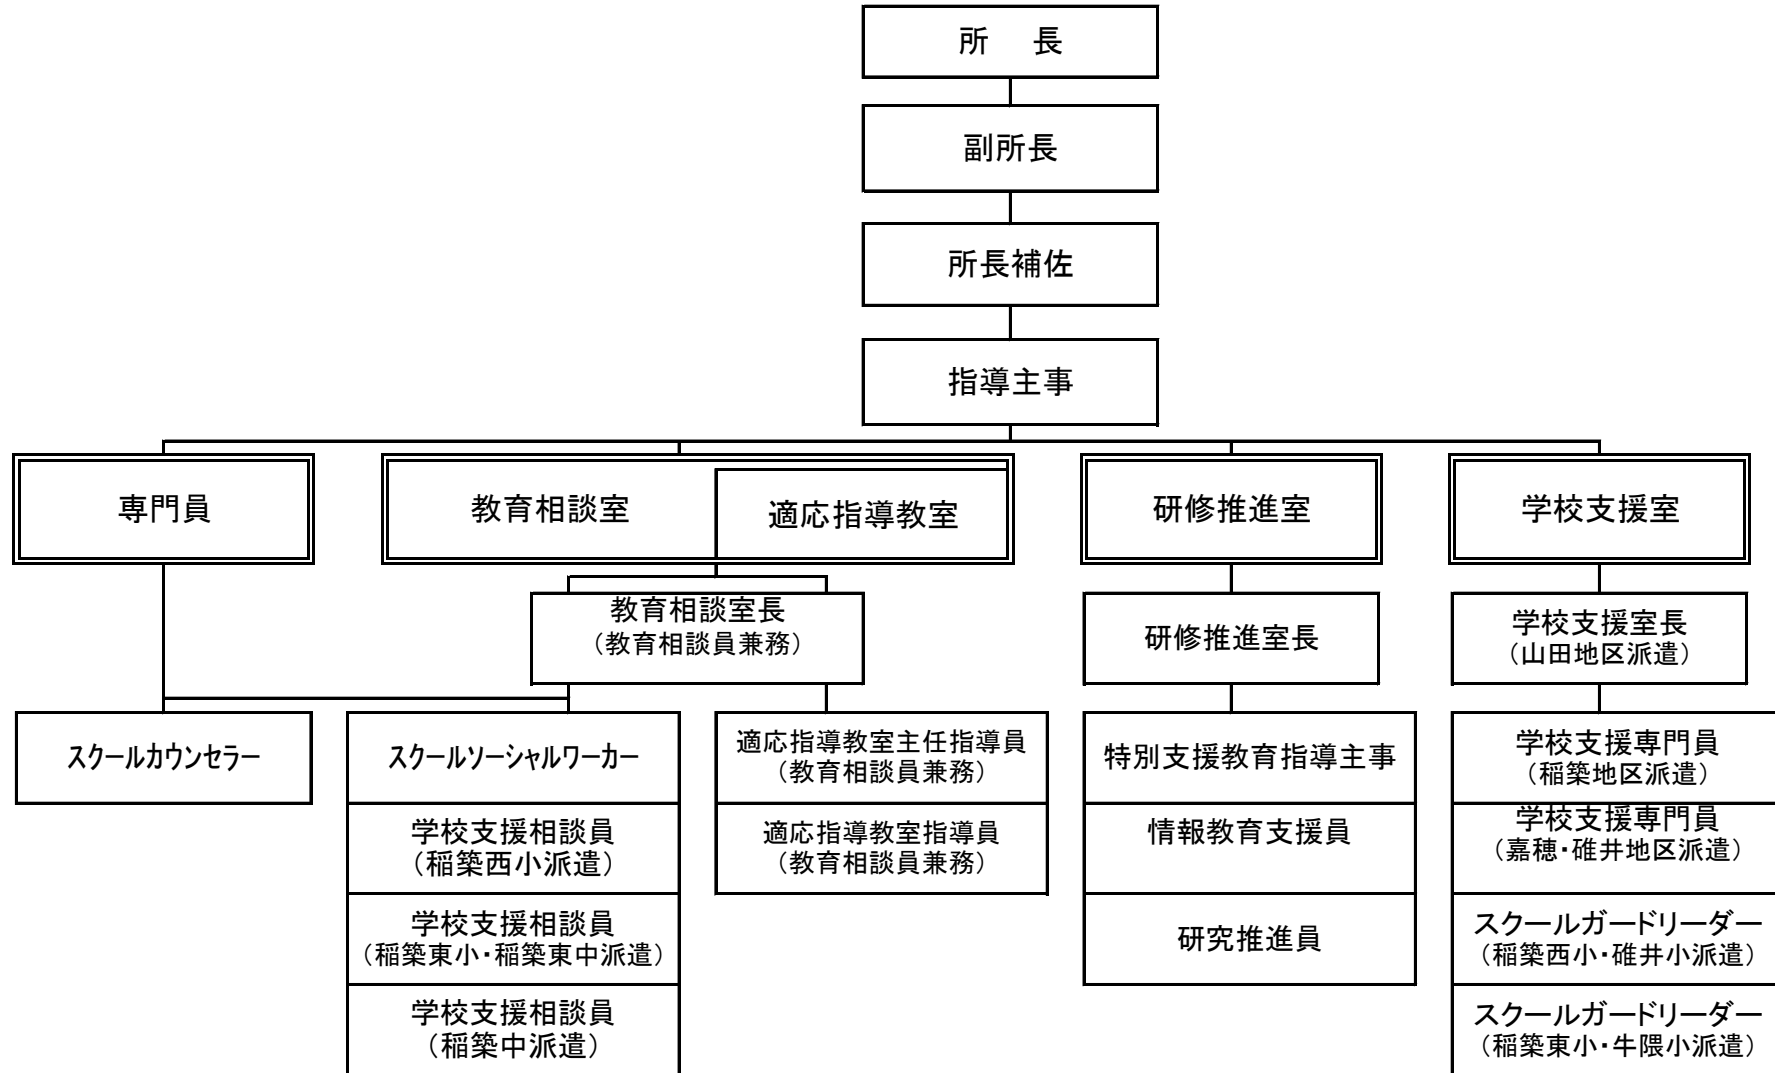 所　長
副所長
所長補佐
指導主事
専門員
教育相談室
適応指導教室
研修推進室
学校支援室
教育相談室長
（教育相談員兼務）
研修推進室長
学校支援室長
（山田地区派遣）
スクールカウンセラー
スクールソーシャルワーカー
学校支援相談員
（稲築西小派遣）
学校支援相談員
（稲築東小・稲築東中派遣）
学校支援相談員
（稲築中派遣）
適応指導教室主任指導員
（教育相談員兼務）
適応指導教室指導員
（教育相談員兼務）
特別支援教育指導主事
情報教育支援員
研究推進員
学校支援専門員
（稲築地区派遣）
学校支援専門員
（嘉穂・碓井地区派遣）
スクールガードリーダー
（稲築西小・碓井小派遣）
スクールガードリーダー
（稲築東小・牛隈小派遣）